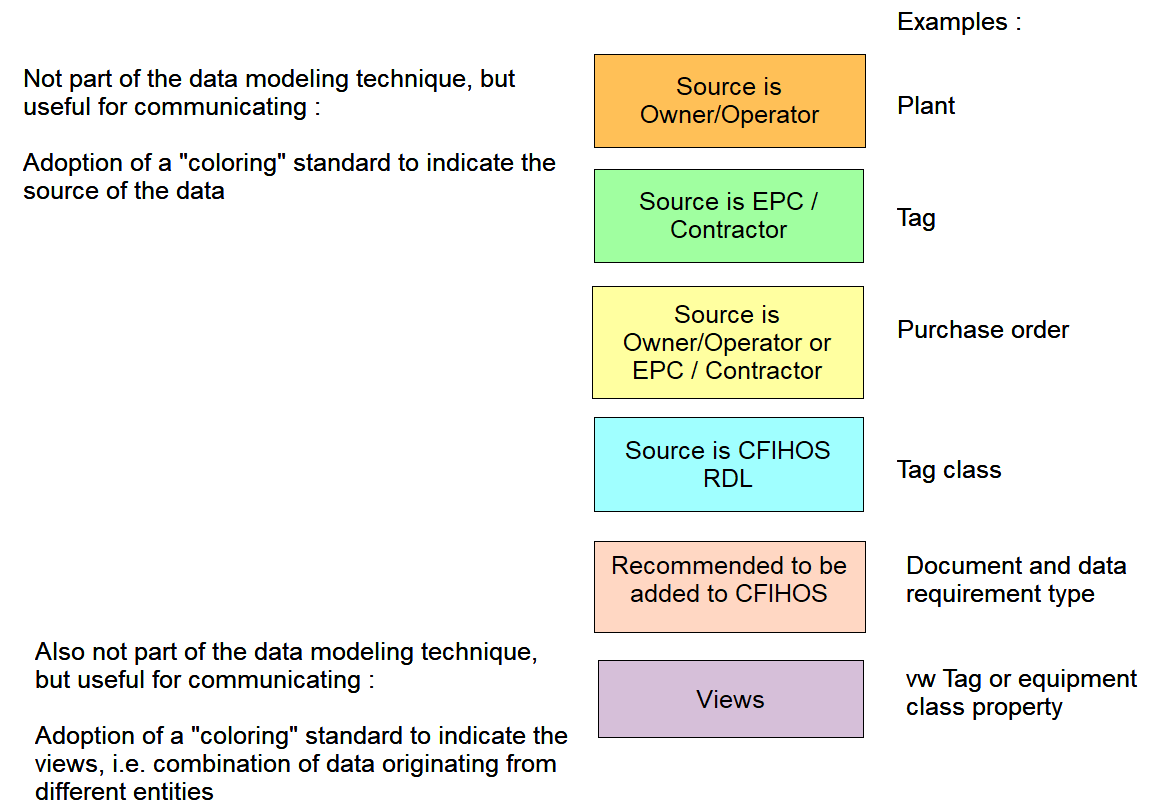 Examples :
Not part of the data modeling technique, but
useful for communicating :
Adoption of a "coloring" standard to indicate the
source of the data
Source is
Owner/Operator
Plant
Source is EPC /
Contractor
Tag
Source is
Owner/Operator or
EPC / Contractor
Purchase order
Source is CFIHOS
RDL
Tag class
Recommended to be
added to CFIHOS
Document and data
requirement type
Also not part of the data modeling technique,
but useful for communicating :
Adoption of a "coloring" standard to indicate the
views, i.e. combination of data originating from
different entities
Views
vw Tag or equipment
class property